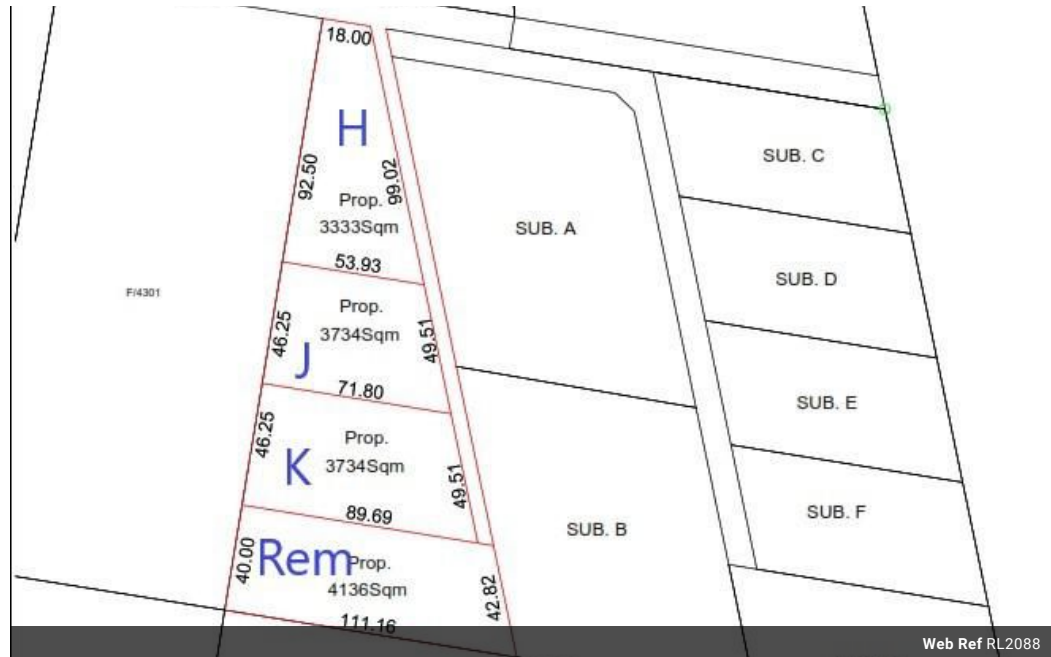 18.00
H
92.50
99.02
Prop.
3333Sqm
53.93
F/4301
Prop.
3734Sqm
46.25
49.51
J
71.80
46.25
Prop.
K 3734Sqm
49.51
89.69
40.00
Rem
Prop.
4136Sqm
42.82
111.16
SUB. A
SUB. B
SUB. C
SUB. D
SUB. E
SUB. F
Web Ref RL2088